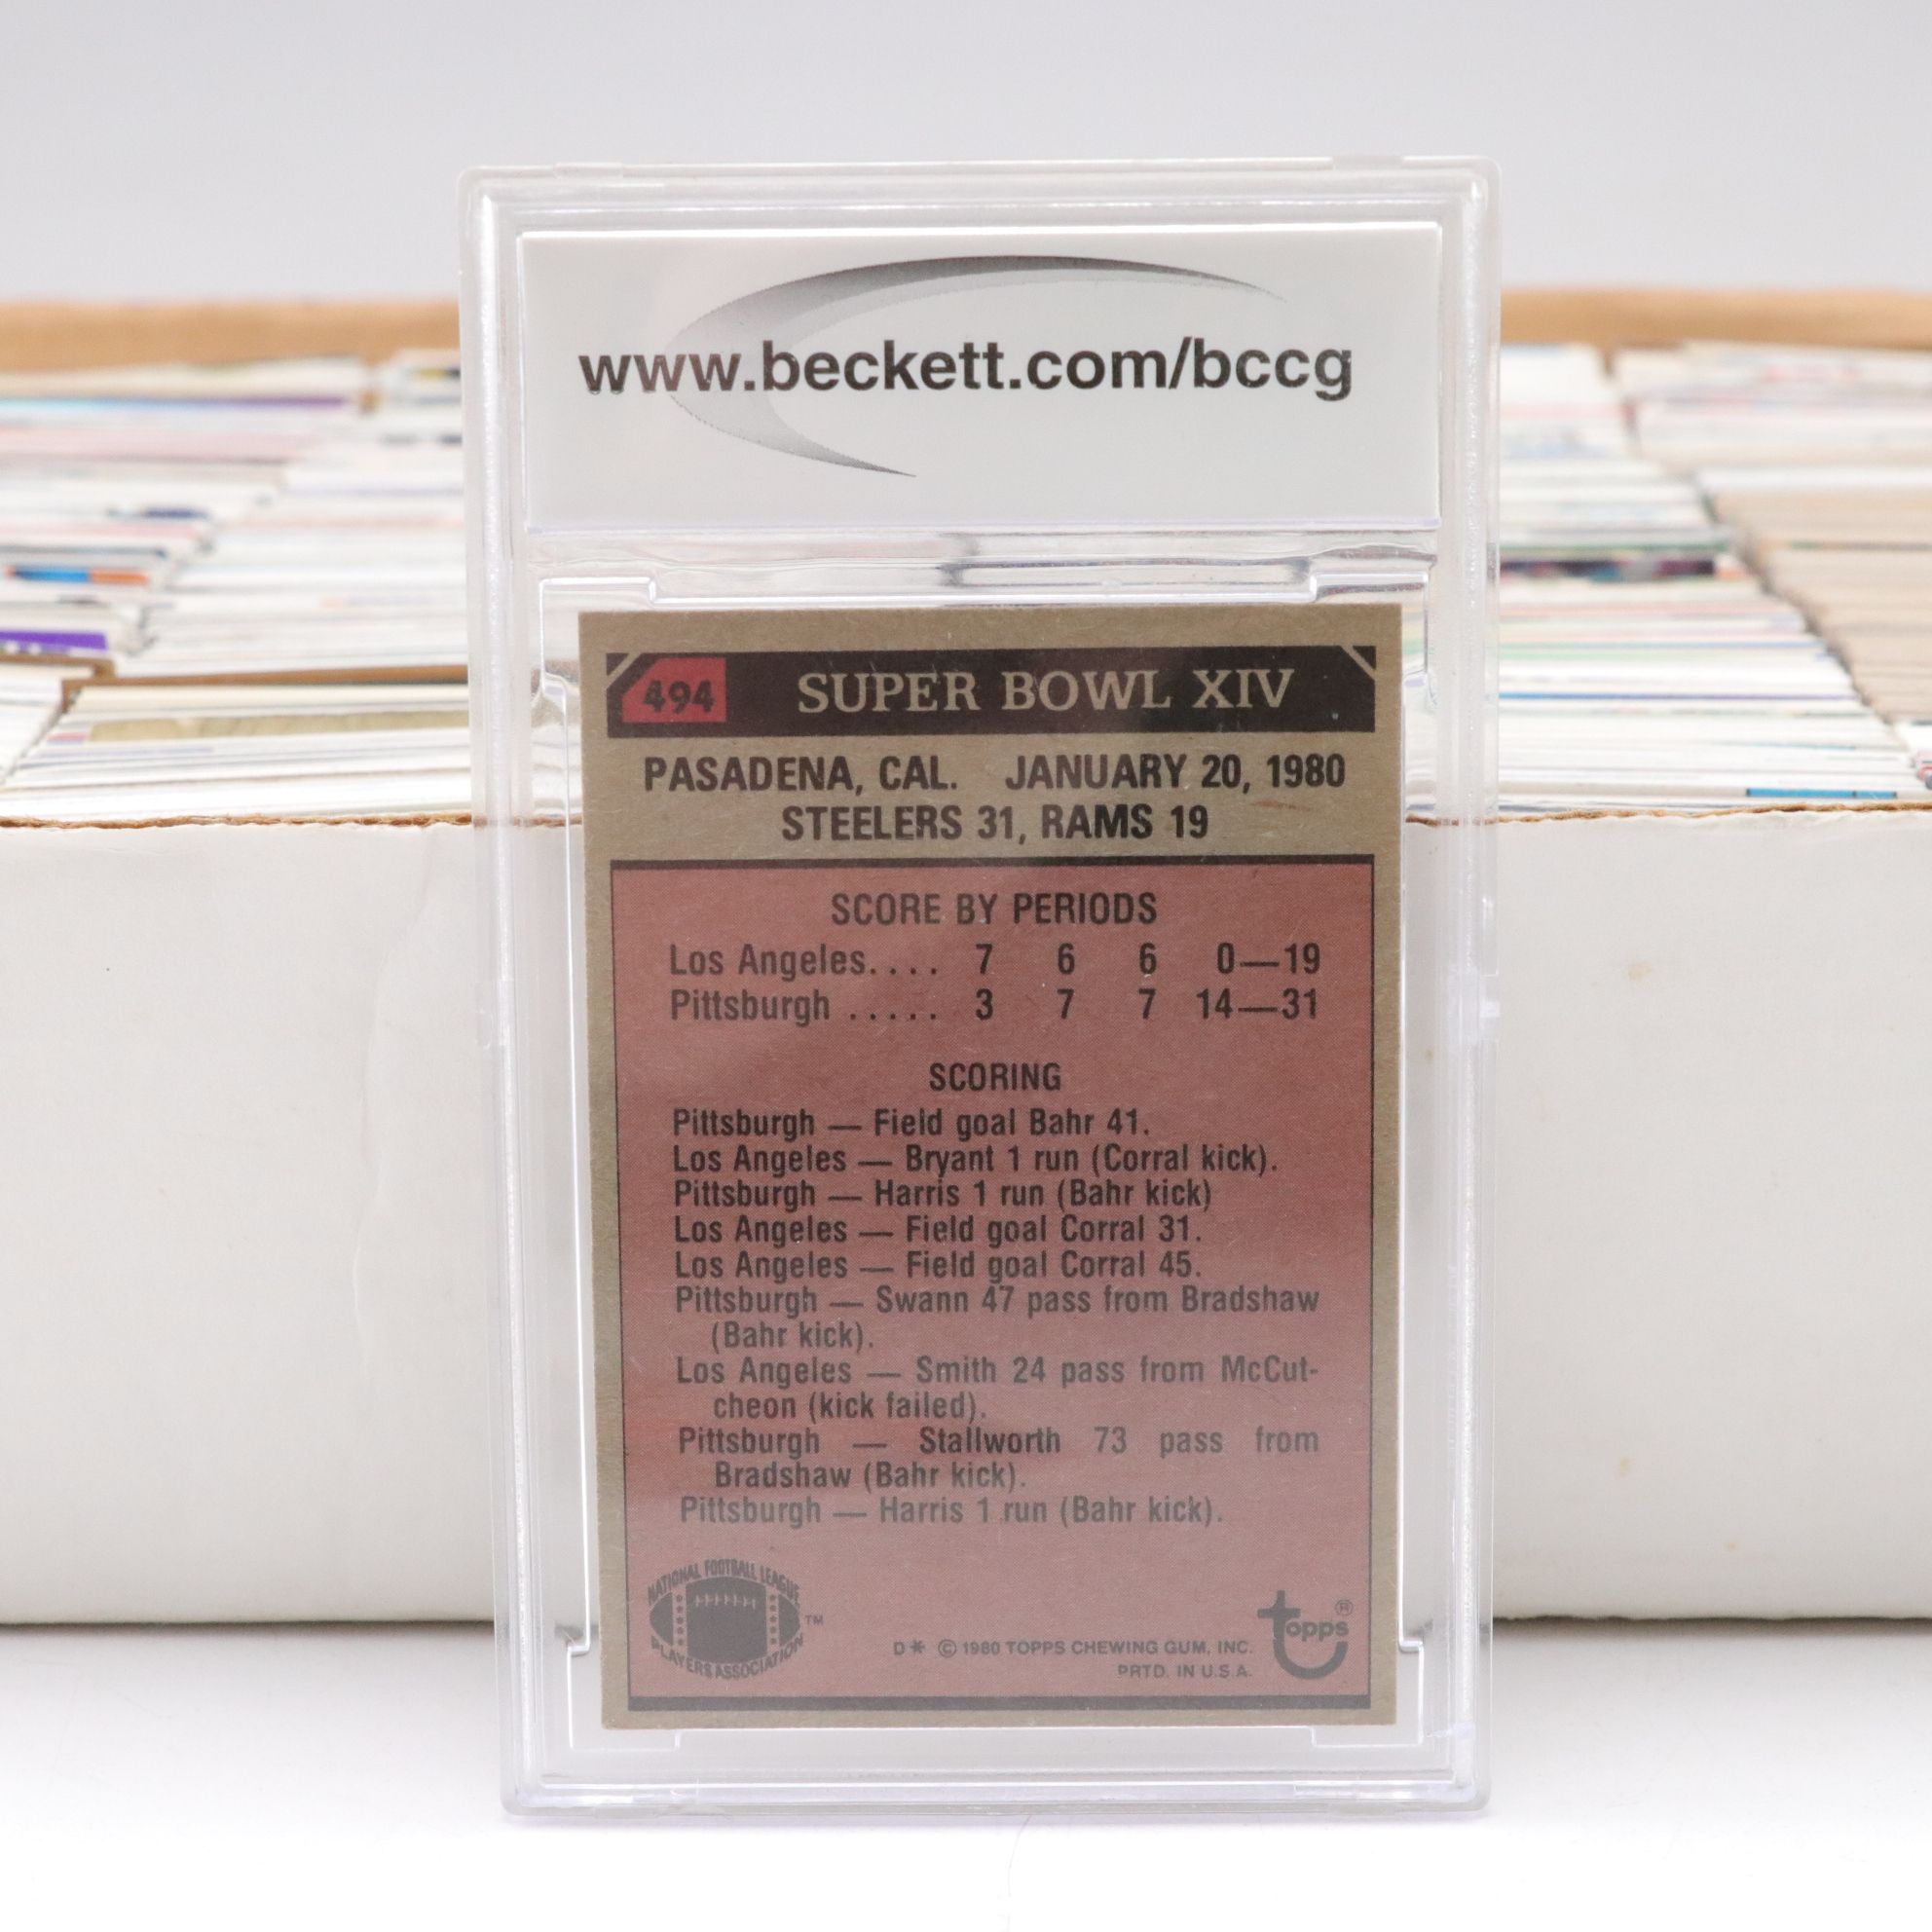 www.beckett.com/bccg
494 SUPER BOWL XIV
PASADENA, CAL. JANUARY 20, 1980
STEELERS 31, RAMS 19
SCORE BY PERIODS
Los Angeles.... 7 6 6 0—19
Pittsburgh ..... 3 7 7 14—31
SCORING
Pittsburgh — Field goal Bahr 41.
Los Angeles — Bryant 1 run (Corral kick).
Pittsburgh — Harris 1 run (Bahr kick)
Los Angeles — Field goal Corral 31.
Los Angeles — Field goal Corral 45.
Pittsburgh — Swann 47 pass from Bradshaw
(Bahr kick).
Los Angeles — Smith 24 pass from McCut-
cheon (kick failed).
Pittsburgh — Stallworth 73 pass from
Bradshaw (Bahr kick).
Pittsburgh — Harris 1 run (Bahr kick).
NATIONAL FOOTBALL LEAGUE
PLAYERS ASSOCIATION ™
D* © 1980 TOPPS CHEWING GUM, INC.
PRTD. IN U.S.A.
topps®